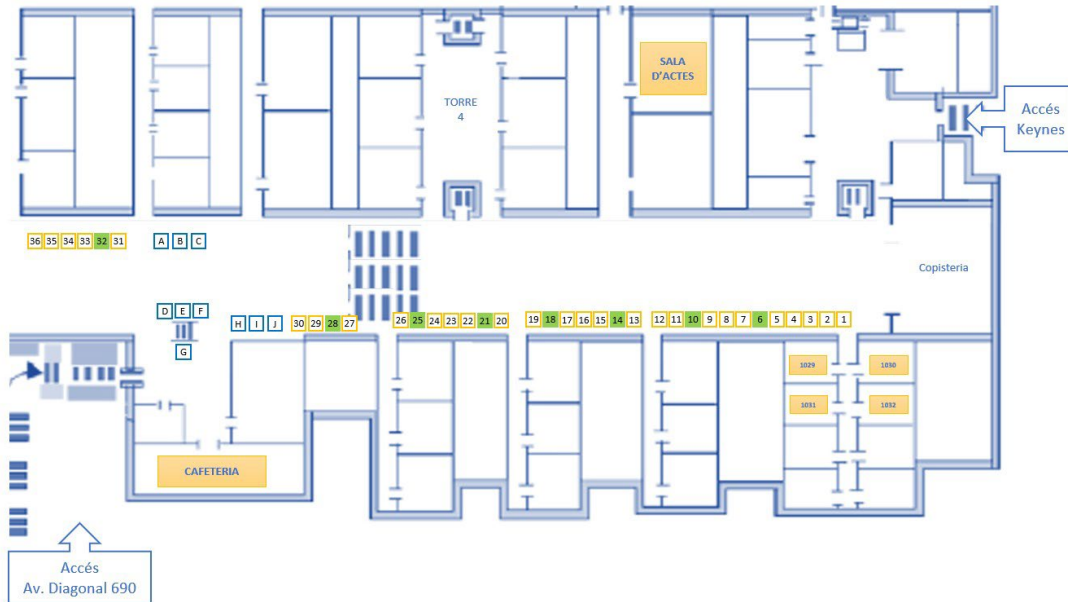 SALA
D'ACTES
TORRE
4
Accés
Keynes
36 35 34 33 32 31
A B C
Copisteria
D E F
G
H I J
30 29 28 27
26 25 24 23 22 21 20
19 18 17 16 15 14 13
12 11 10 9 8 7 6 5 4 3 2 1
1029
1030
1031
1032
CAFETERIA
Accés
Av. Diagonal 690